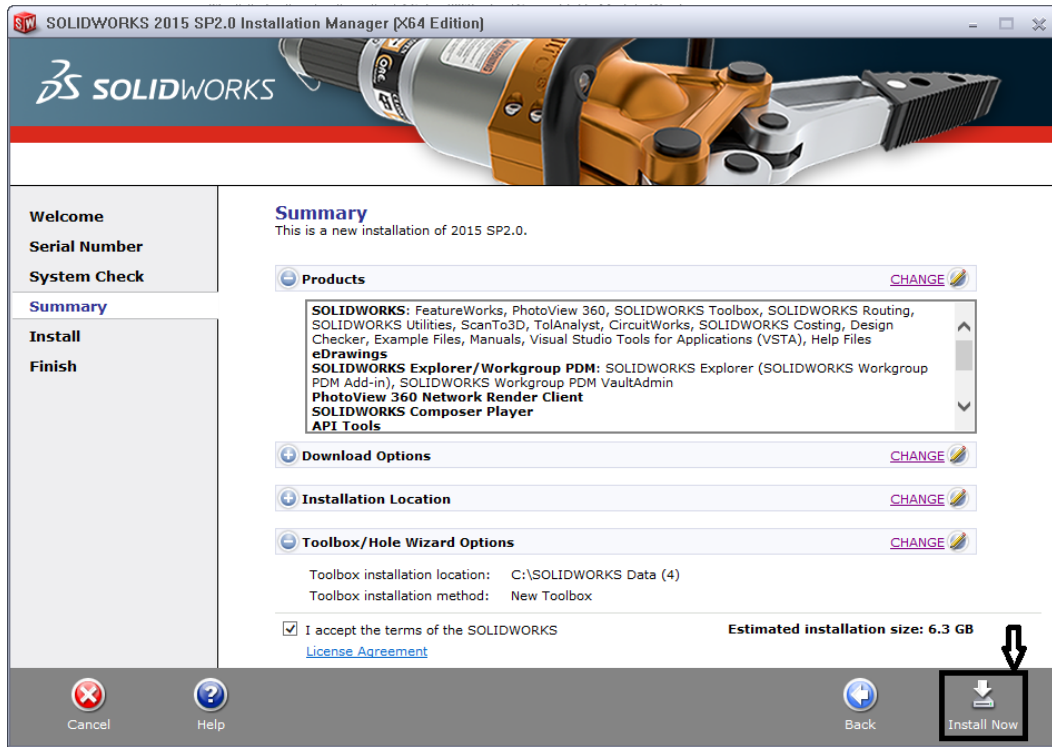 SOLIDWORKS 2015 SP2.0 Installation Manager (X64 Edition)
SOLIDWORKS
Welcome
Serial Number
System Check
Summary
Install
Finish
Summary
This is a new installation of 2015 SP2.0.
Products
CHANGE
SOLIDWORKS: FeatureWorks, PhotoView 360, SOLIDWORKS Toolbox, SOLIDWORKS Routing,
SOLIDWORKS Utilities, ScanTo3D, TolAnalyst, CircuitWorks, SOLIDWORKS Costing, Design
Checker, Example Files, Manuals, Visual Studio Tools for Applications (VSTA), Help Files
eDrawings
SOLIDWORKS Explorer/Workgroup PDM: SOLIDWORKS Explorer (SOLIDWORKS Workgroup
PDM Add-in), SOLIDWORKS Workgroup PDM VaultAdmin
PhotoView 360 Network Render Client
SOLIDWORKS Composer Player
API Tools
Download Options
CHANGE
Installation Location
CHANGE
Toolbox/Hole Wizard Options
CHANGE
Toolbox installation location: C:\SOLIDWORKS Data (4)
Toolbox installation method: New Toolbox
I accept the terms of the SOLIDWORKS
License Agreement
Estimated installation size: 6.3 GB
Cancel
Help
Back
Install Now